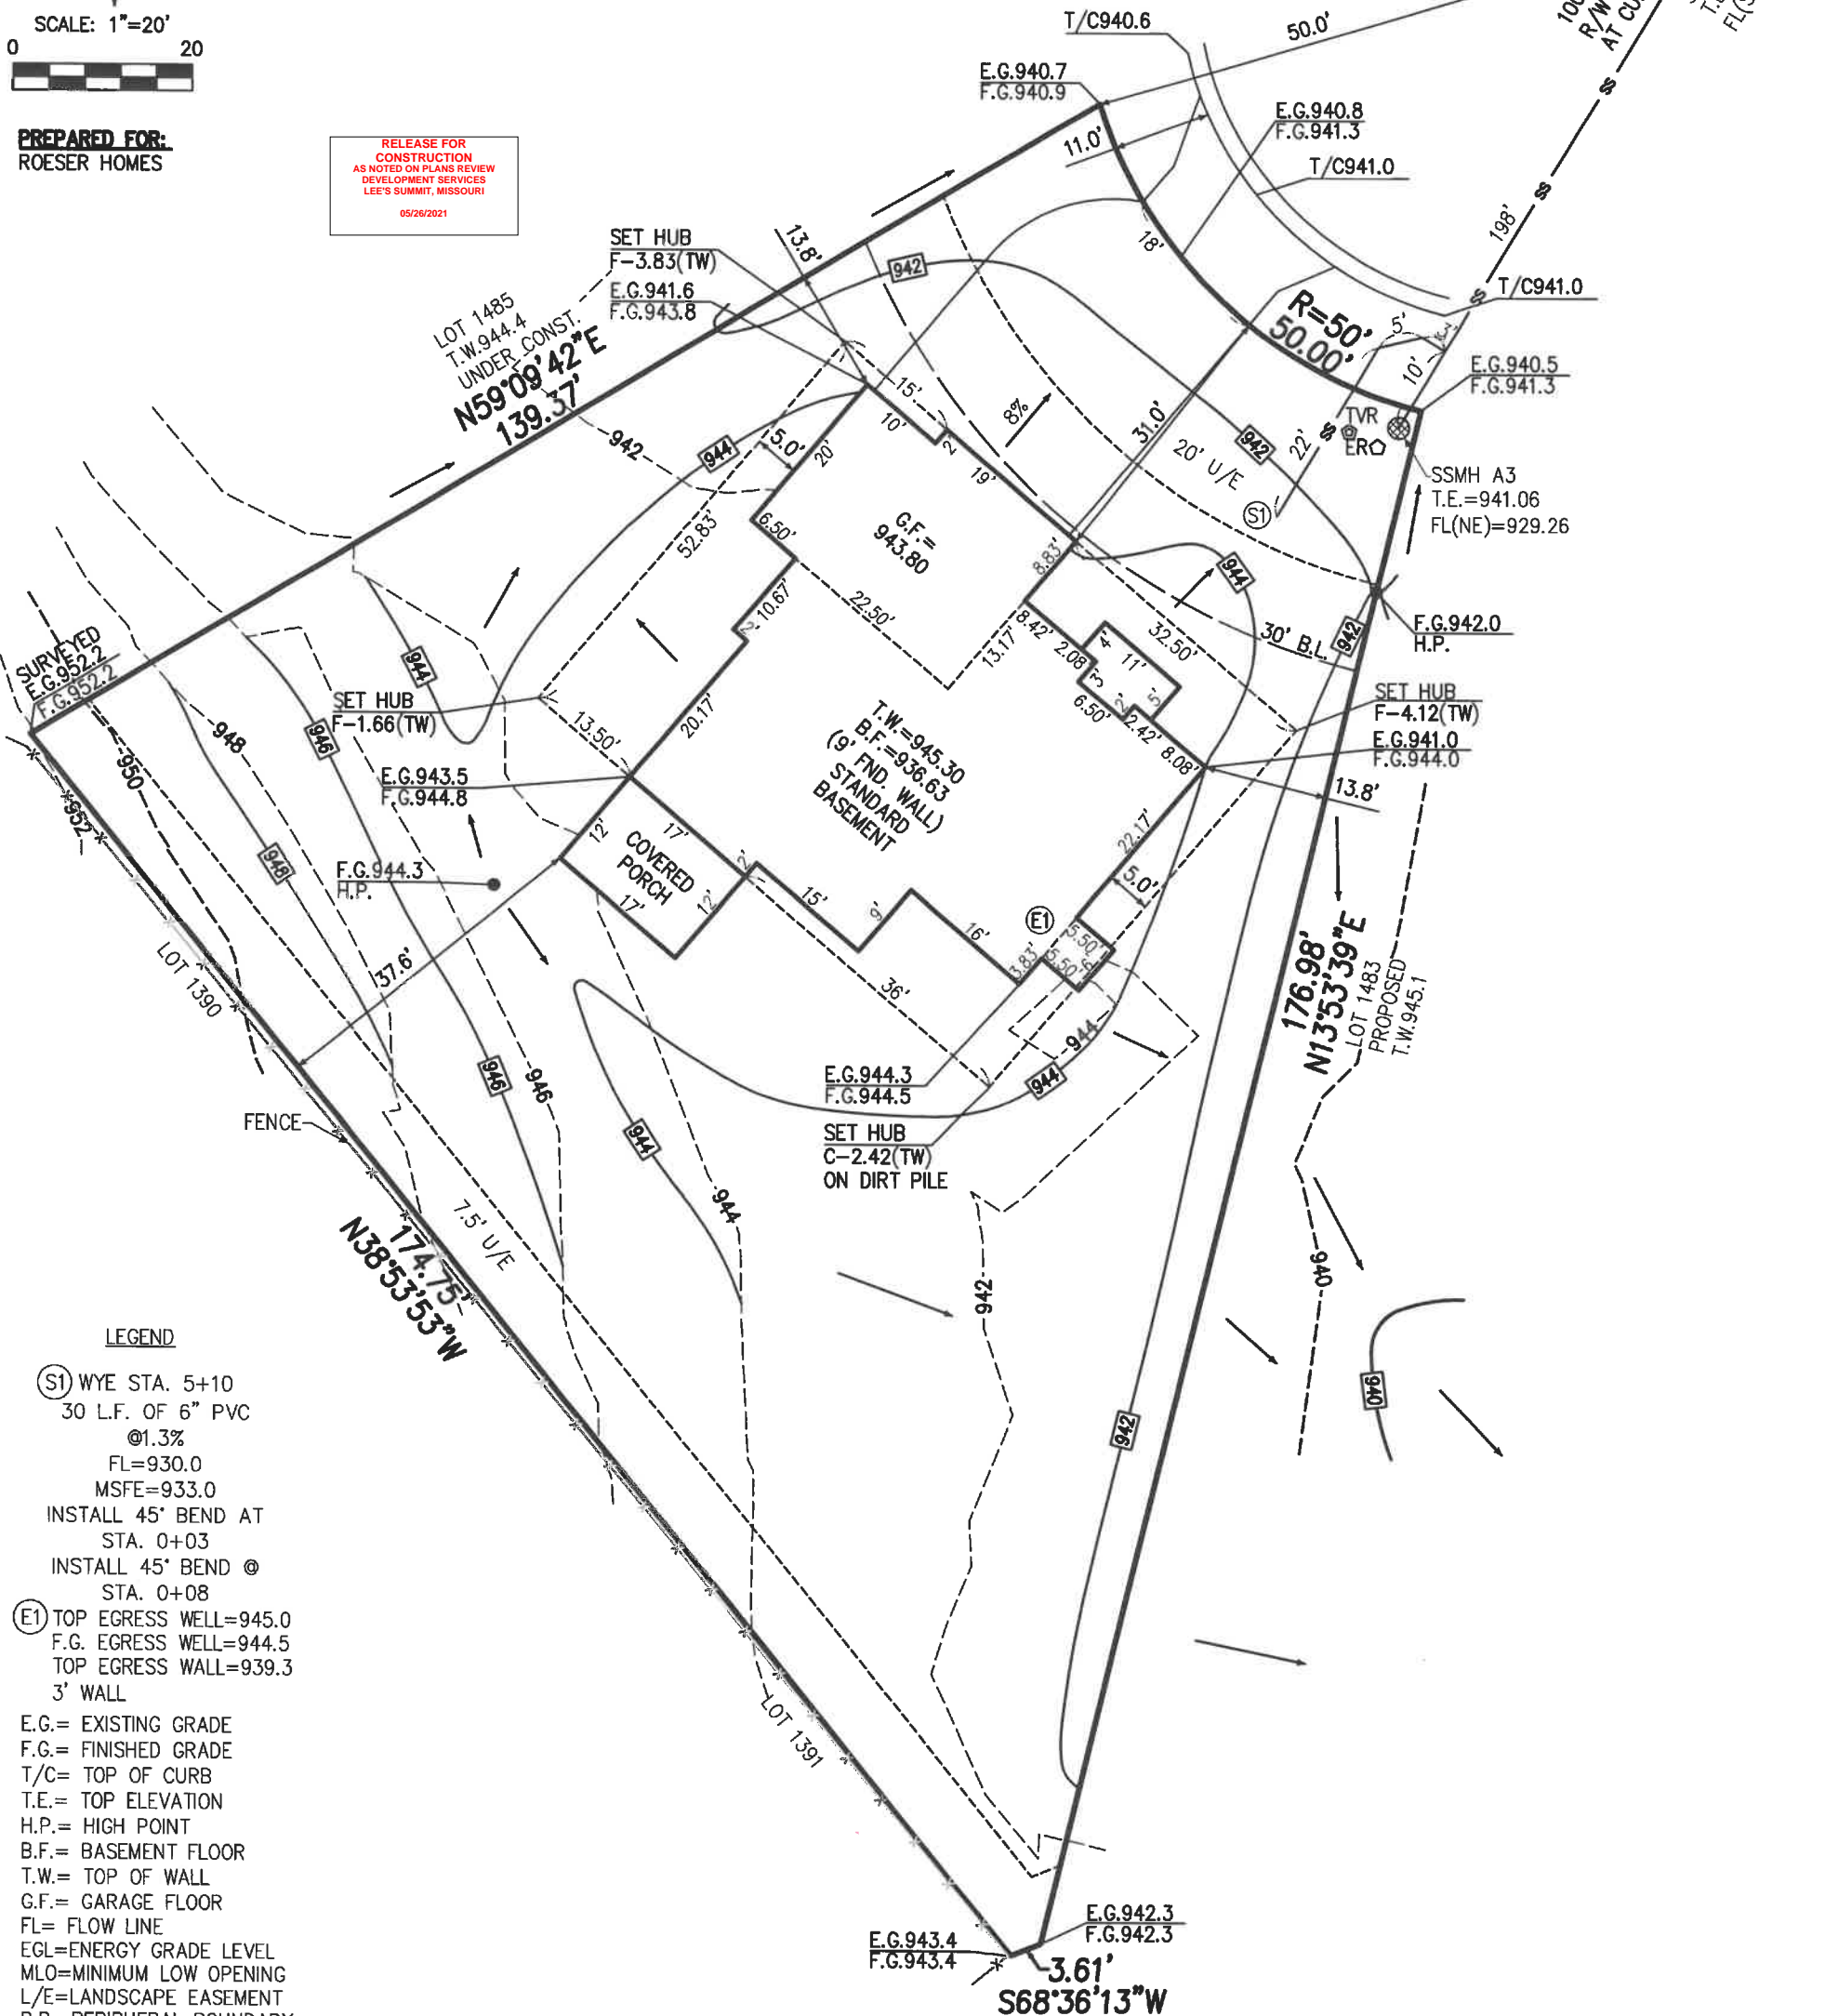 SCALE: 1"=20'
0 20
PREPARED FOR:
ROESER HOMES
RELEASE FOR
CONSTRUCTION
AS NOTED ON PLANS REVIEW
DEVELOPMENT SERVICES
LEE'S SUMMIT, MISSOURI
05/26/2021
T/C940.6
50.0'
R/W
E.G.940.7
F.G.940.9
11.0'
E.G.940.8
F.G.941.3
T/C941.0
18'
198'
SS
SS
SS
SS
T/C941.0
R=50'
50.00'
5'
10'
E.G.940.5
F.G.941.3
TVR
ER
22'
SSMH A3
T.E.=941.06
FL(NE)=929.26
20' U/E
S1
SET HUB
F-3.83(TW)
E.G.941.6
F.G.943.8
13.8'
942
LOT 1485
T.W.944.4
UNDER CONST.
N59°09'42"E
139.37'
942
944
5.0'
20'
15'
10'
2'
19'
8%
31.0'
942
52.83'
6.50'
G.F.=
943.80
10.67'
2'
22.50'
8.83'
13.17'
944
8.42'
2.08'
4'
11'
3'
5'
32.50'
30' B.L.
942
F.G.942.0
H.P.
6.50'
2'
2.42'
8.08'
SET HUB
F-4.12(TW)
E.G.941.0
F.G.944.0
13.8'
SURVEYED
E.G.952.2
F.G.952.2
SET HUB
F-1.66(TW)
13.50'
20.17'
944
946
948
950
952
E.G.943.5
F.G.944.8
T.W.=945.30
B.F.=936.63
(9' FND. WALL)
STANDARD
BASEMENT
22.17'
5.0'
12'
17'
COVERED
PORCH
17'
12'
2'
15'
9'
16'
3.83'
5.50'
5.50'
6'
E1
F.G.944.3
H.P.
948
37.6'
36'
LOT 1390
946
946
944
944
944
944
E.G.944.3
F.G.944.5
SET HUB
C-2.42(TW)
ON DIRT PILE
176.98'
N13°53'39"E
LOT 1483
PROPOSED
T.W.945.1
FENCE
7.5' U/E
174.75'
N38°53'53"W
942
942
940
940
LOT 1391
E.G.943.4
F.G.943.4
E.G.942.3
F.G.942.3
3.61'
S68°36'13"W
LEGEND
S1 WYE STA. 5+10
30 L.F. OF 6" PVC
@1.3%
FL=930.0
MSFE=933.0
INSTALL 45° BEND AT
STA. 0+03
INSTALL 45° BEND @
STA. 0+08
E1 TOP EGRESS WELL=945.0
F.G. EGRESS WELL=944.5
TOP EGRESS WALL=939.3
3' WALL
E.G.= EXISTING GRADE
F.G.= FINISHED GRADE
T/C= TOP OF CURB
T.E.= TOP ELEVATION
H.P.= HIGH POINT
B.F.= BASEMENT FLOOR
T.W.= TOP OF WALL
G.F.= GARAGE FLOOR
FL= FLOW LINE
EGL=ENERGY GRADE LEVEL
MLO=MINIMUM LOW OPENING
L/E=LANDSCAPE EASEMENT